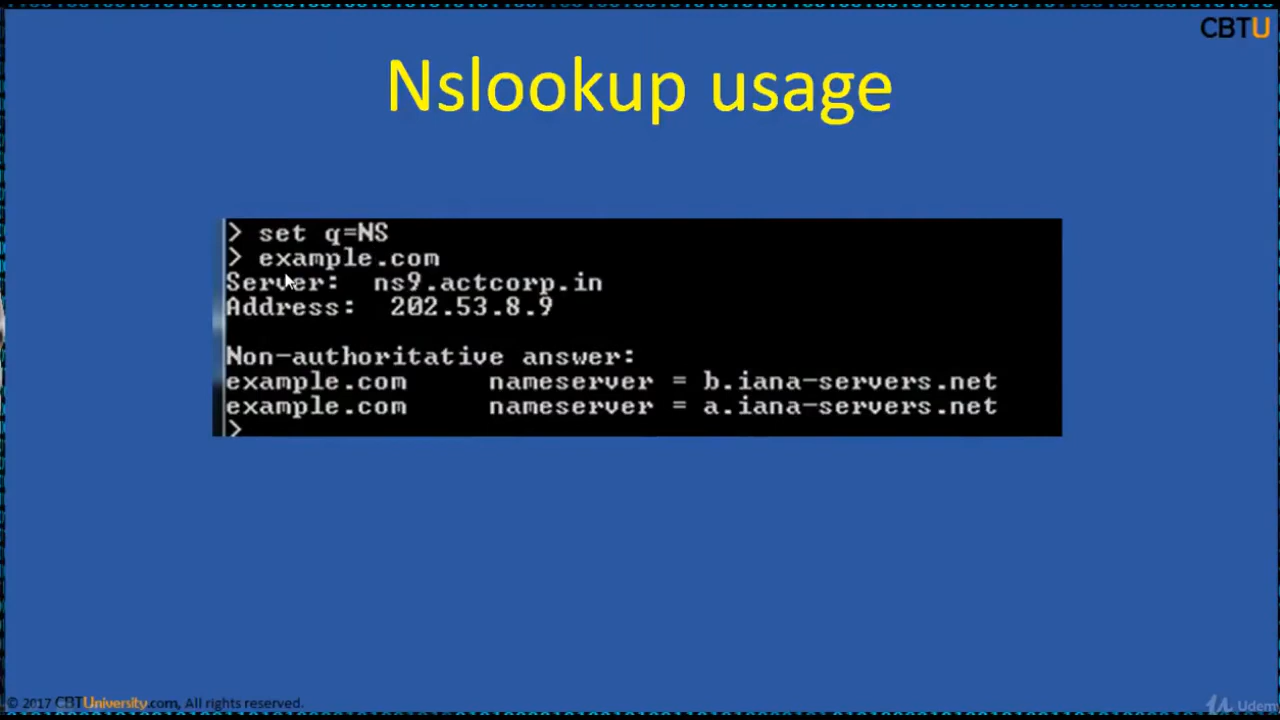 CBTU
Nslookup usage
> set q=NS
> example.com
Server:  ns9.actcorp.in
Address:  202.53.8.9
Non-authoritative answer:
example.com     nameserver = b.iana-servers.net
example.com     nameserver = a.iana-servers.net
>
© 2017 CBTUniversity.com, All rights reserved.